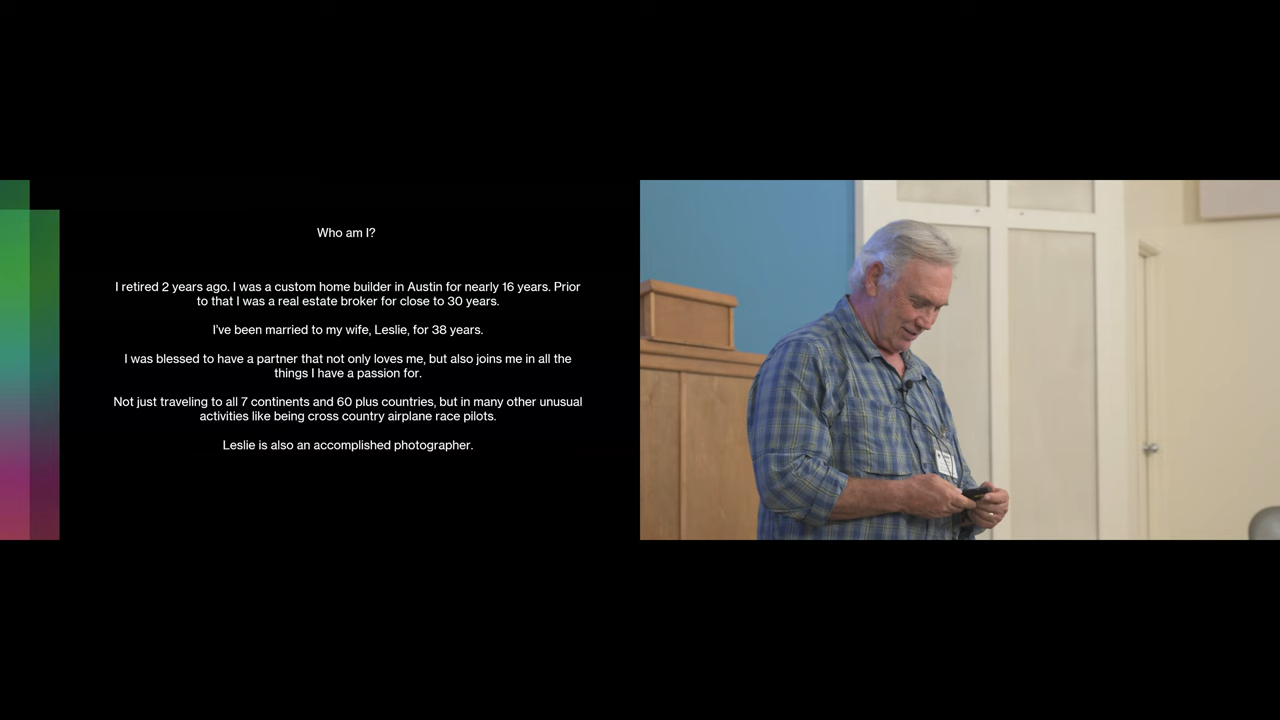 Who am I?
I retired 2 years ago. I was a custom home builder in Austin for nearly 16 years. Prior
to that I was a real estate broker for close to 30 years.
I've been married to my wife, Leslie, for 38 years.
I was blessed to have a partner that not only loves me, but also joins me in all the
things I have a passion for.
Not just traveling to all 7 continents and 60 plus countries, but in many other unusual
activities like being cross country airplane race pilots.
Leslie is also an accomplished photographer.